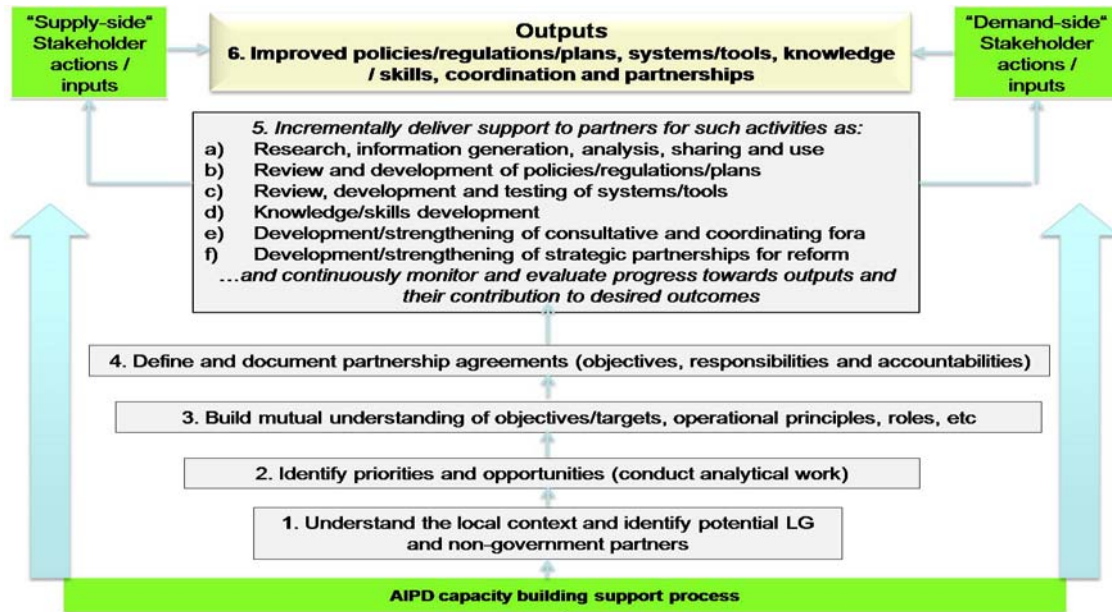 "Supply-side"
Stakeholder
actions /
inputs
Outputs
6. Improved policies/regulations/plans, systems/tools, knowledge
/ skills, coordination and partnerships
"Demand-side"
Stakeholder
actions /
inputs
5. Incrementally deliver support to partners for such activities as:
a) Research, information generation, analysis, sharing and use
b) Review and development of policies/regulations/plans
c) Review, development and testing of systems/tools
d) Knowledge/skills development
e) Development/strengthening of consultative and coordinating fora
f) Development/strengthening of strategic partnerships for reform
…and continuously monitor and evaluate progress towards outputs and
their contribution to desired outcomes
4. Define and document partnership agreements (objectives, responsibilities and accountabilities)
3. Build mutual understanding of objectives/targets, operational principles, roles, etc
2. Identify priorities and opportunities (conduct analytical work)
1. Understand the local context and identify potential LG
and non-government partners
AIPD capacity building support process